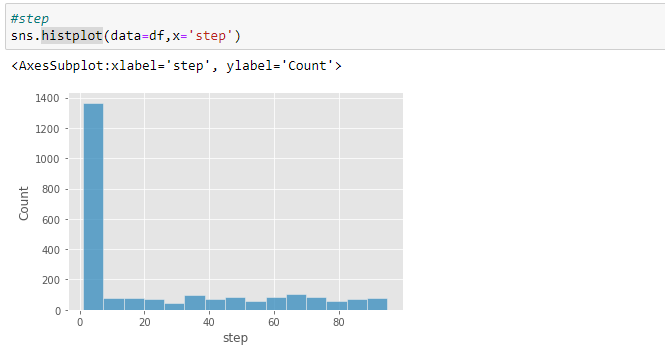 #step
sns.histplot(data=df,x='step')
<AxesSubplot:xlabel='step', ylabel='Count'>
1400
1200
1000
800
600
400
200
0
Count
0 20 40 60 80
step